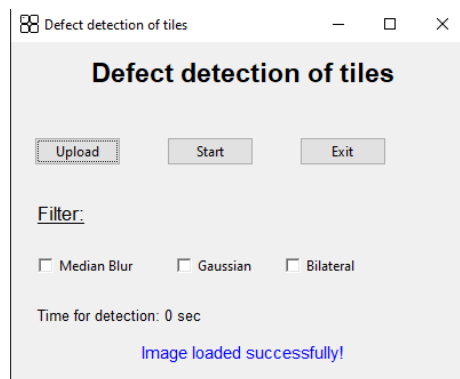 Defect detection of tiles
Defect detection of tiles
Upload Start Exit
Filter:
Median Blur Gaussian Bilateral
Time for detection: 0 sec
Image loaded successfully!